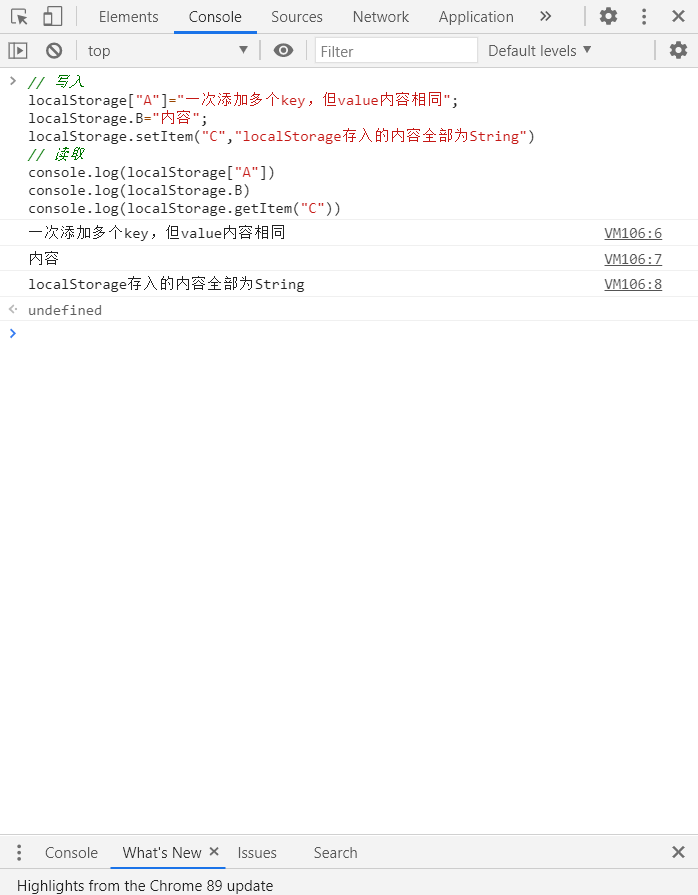 Elements Console Sources Network Application »
top Filter Default levels
// 写入
localStorage["A"]="一次添加多个key，但value内容相同";
localStorage.B="内容";
localStorage.setItem("C","localStorage存入的内容全部为String")
// 读取
console.log(localStorage["A"])
console.log(localStorage.B)
console.log(localStorage.getItem("C"))
一次添加多个key，但value内容相同 VM106:6
内容 VM106:7
localStorage存入的内容全部为String VM106:8
undefined
Console What's New Issues Search
Highlights from the Chrome 89 update